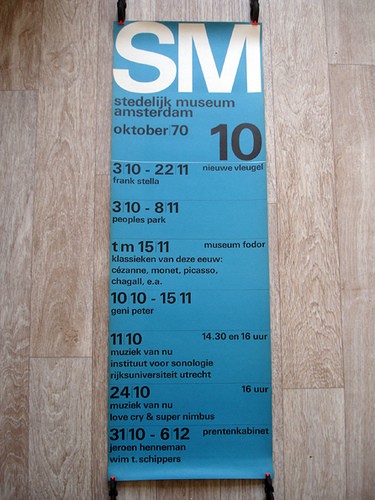 SM
stedelijk museum
amsterdam
oktober 70 10
3|10 - 22|11 nieuwe vleugel
frank stella
3|10 - 8|11
peoples park
t|m 15|11 museum fodor
klassieken van deze eeuw:
cézanne, monet, picasso,
chagall, e.a.
10|10 - 15|11
geni peter
11|10 14.30 en 16 uur
muziek van nu
instituut voor sonologie
rijksuniversiteit utrecht
24|10 16 uur
muziek van nu
love cry & super nimbus
31|10 - 6|12 prentenkabinet
jeroen henneman
wim t. schippers